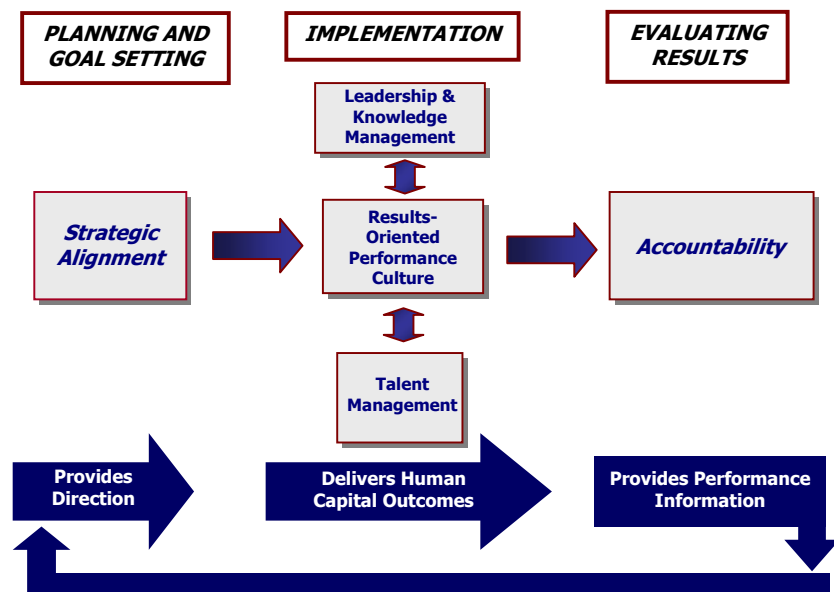 PLANNING AND
GOAL SETTING
IMPLEMENTATION
EVALUATING
RESULTS
Leadership &
Knowledge
Management
Strategic
Alignment
Results-
Oriented
Performance
Culture
Accountability
Talent
Management
Provides
Direction
Delivers Human
Capital Outcomes
Provides Performance
Information